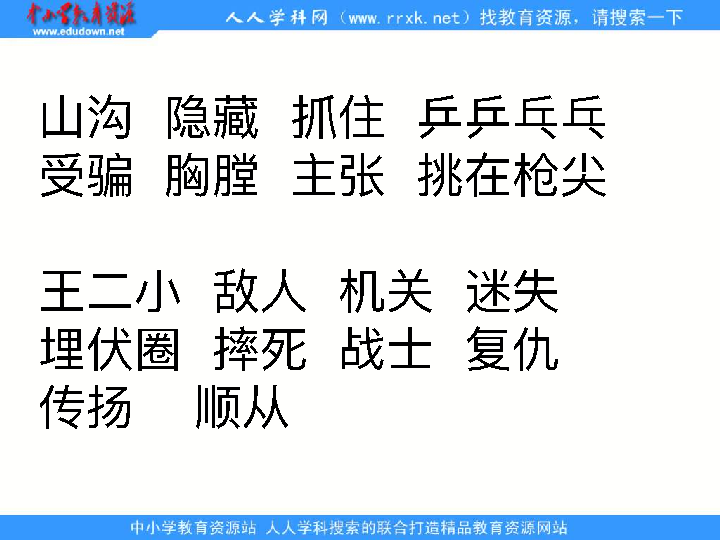 中小学教育资源
www.edudown.net
人人学科网（www.rrxk.net）找教育资源，请搜索一下
山沟 隐藏 抓住 乒乒乓乓
受骗 胸膛 主张 挑在枪尖
王二小 敌人 机关 迷失
埋伏圈 摔死 战士 复仇
传扬 顺从
中小学教育资源站 人人学科搜索的联合打造精品教育资源网站